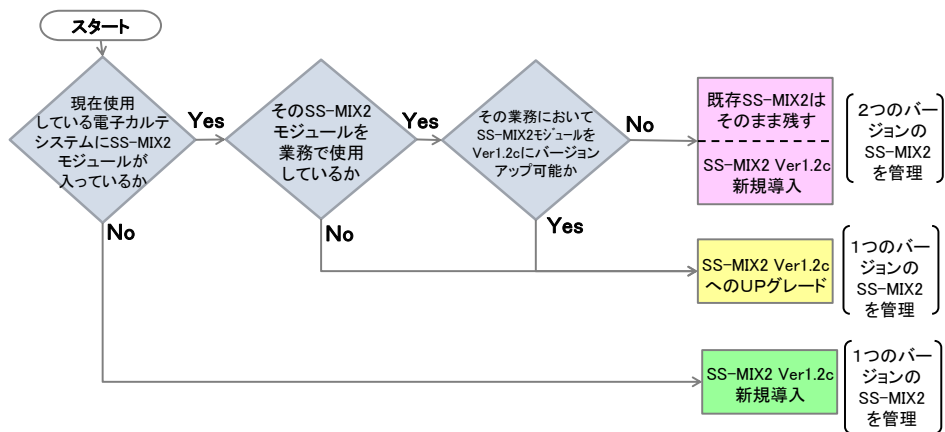 スタート
現在使用
している電子カルテ
システムにSS-MIX2
モジュールが
入っているか
Yes
No
そのSS-MIX2
モジュールを
業務で使用
しているか
Yes
No
その業務において
SS-MIX2モジュールを
Ver1.2cにバージョン
アップ可能か
No
Yes
既存SS-MIX2は
そのまま残す
SS-MIX2 Ver1.2c
新規導入
2つのバー
ジョンの
SS-MIX2
を管理
SS-MIX2 Ver1.2c
へのUPグレード
1つのバー
ジョンの
SS-MIX2
を管理
SS-MIX2 Ver1.2c
新規導入
1つのバー
ジョンの
SS-MIX2
を管理